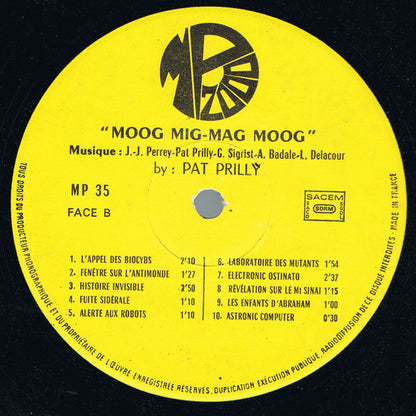 MP 2000
"MOOG MIG-MAG MOOG"
Musique : J.-J. Perrey-Pat Prilly-G. Sigrist-A. Badale-L. Delacour
by : PAT PRILLY
MP 35
FACE B
SACEM
SACD
SDRM
SGDL
1. L'APPEL DES BIOCYBS 2'10
2. FENÊTRE SUR L'ANTIMONDE 1'27
3. HISTOIRE INVISIBLE 2'50
4. FUITE SIDÉRALE 1'10
5. ALERTE AUX ROBOTS 1'10
6. LABORATOIRE DES MUTANTS 1'54
7. ELECTRONIC OSTINATO 2'37
8. RÉVÉLATION SUR LE Mt SINAI 1'15
9. LES ENFANTS D'ABRAHAM 1'00
10. ASTRONIC COMPUTER 0'30
TOUS DROITS DU PRODUCTEUR PHONOGRAPHIQUE ET DU PROPRIÉTAIRE DE L'ŒUVRE ENREGISTRÉE RÉSERVÉS, DUPLICATION EXÉCUTION PUBLIQUE, RADIODIFFUSION DE CE DISQUE INTERDITES - MADE IN FRANCE